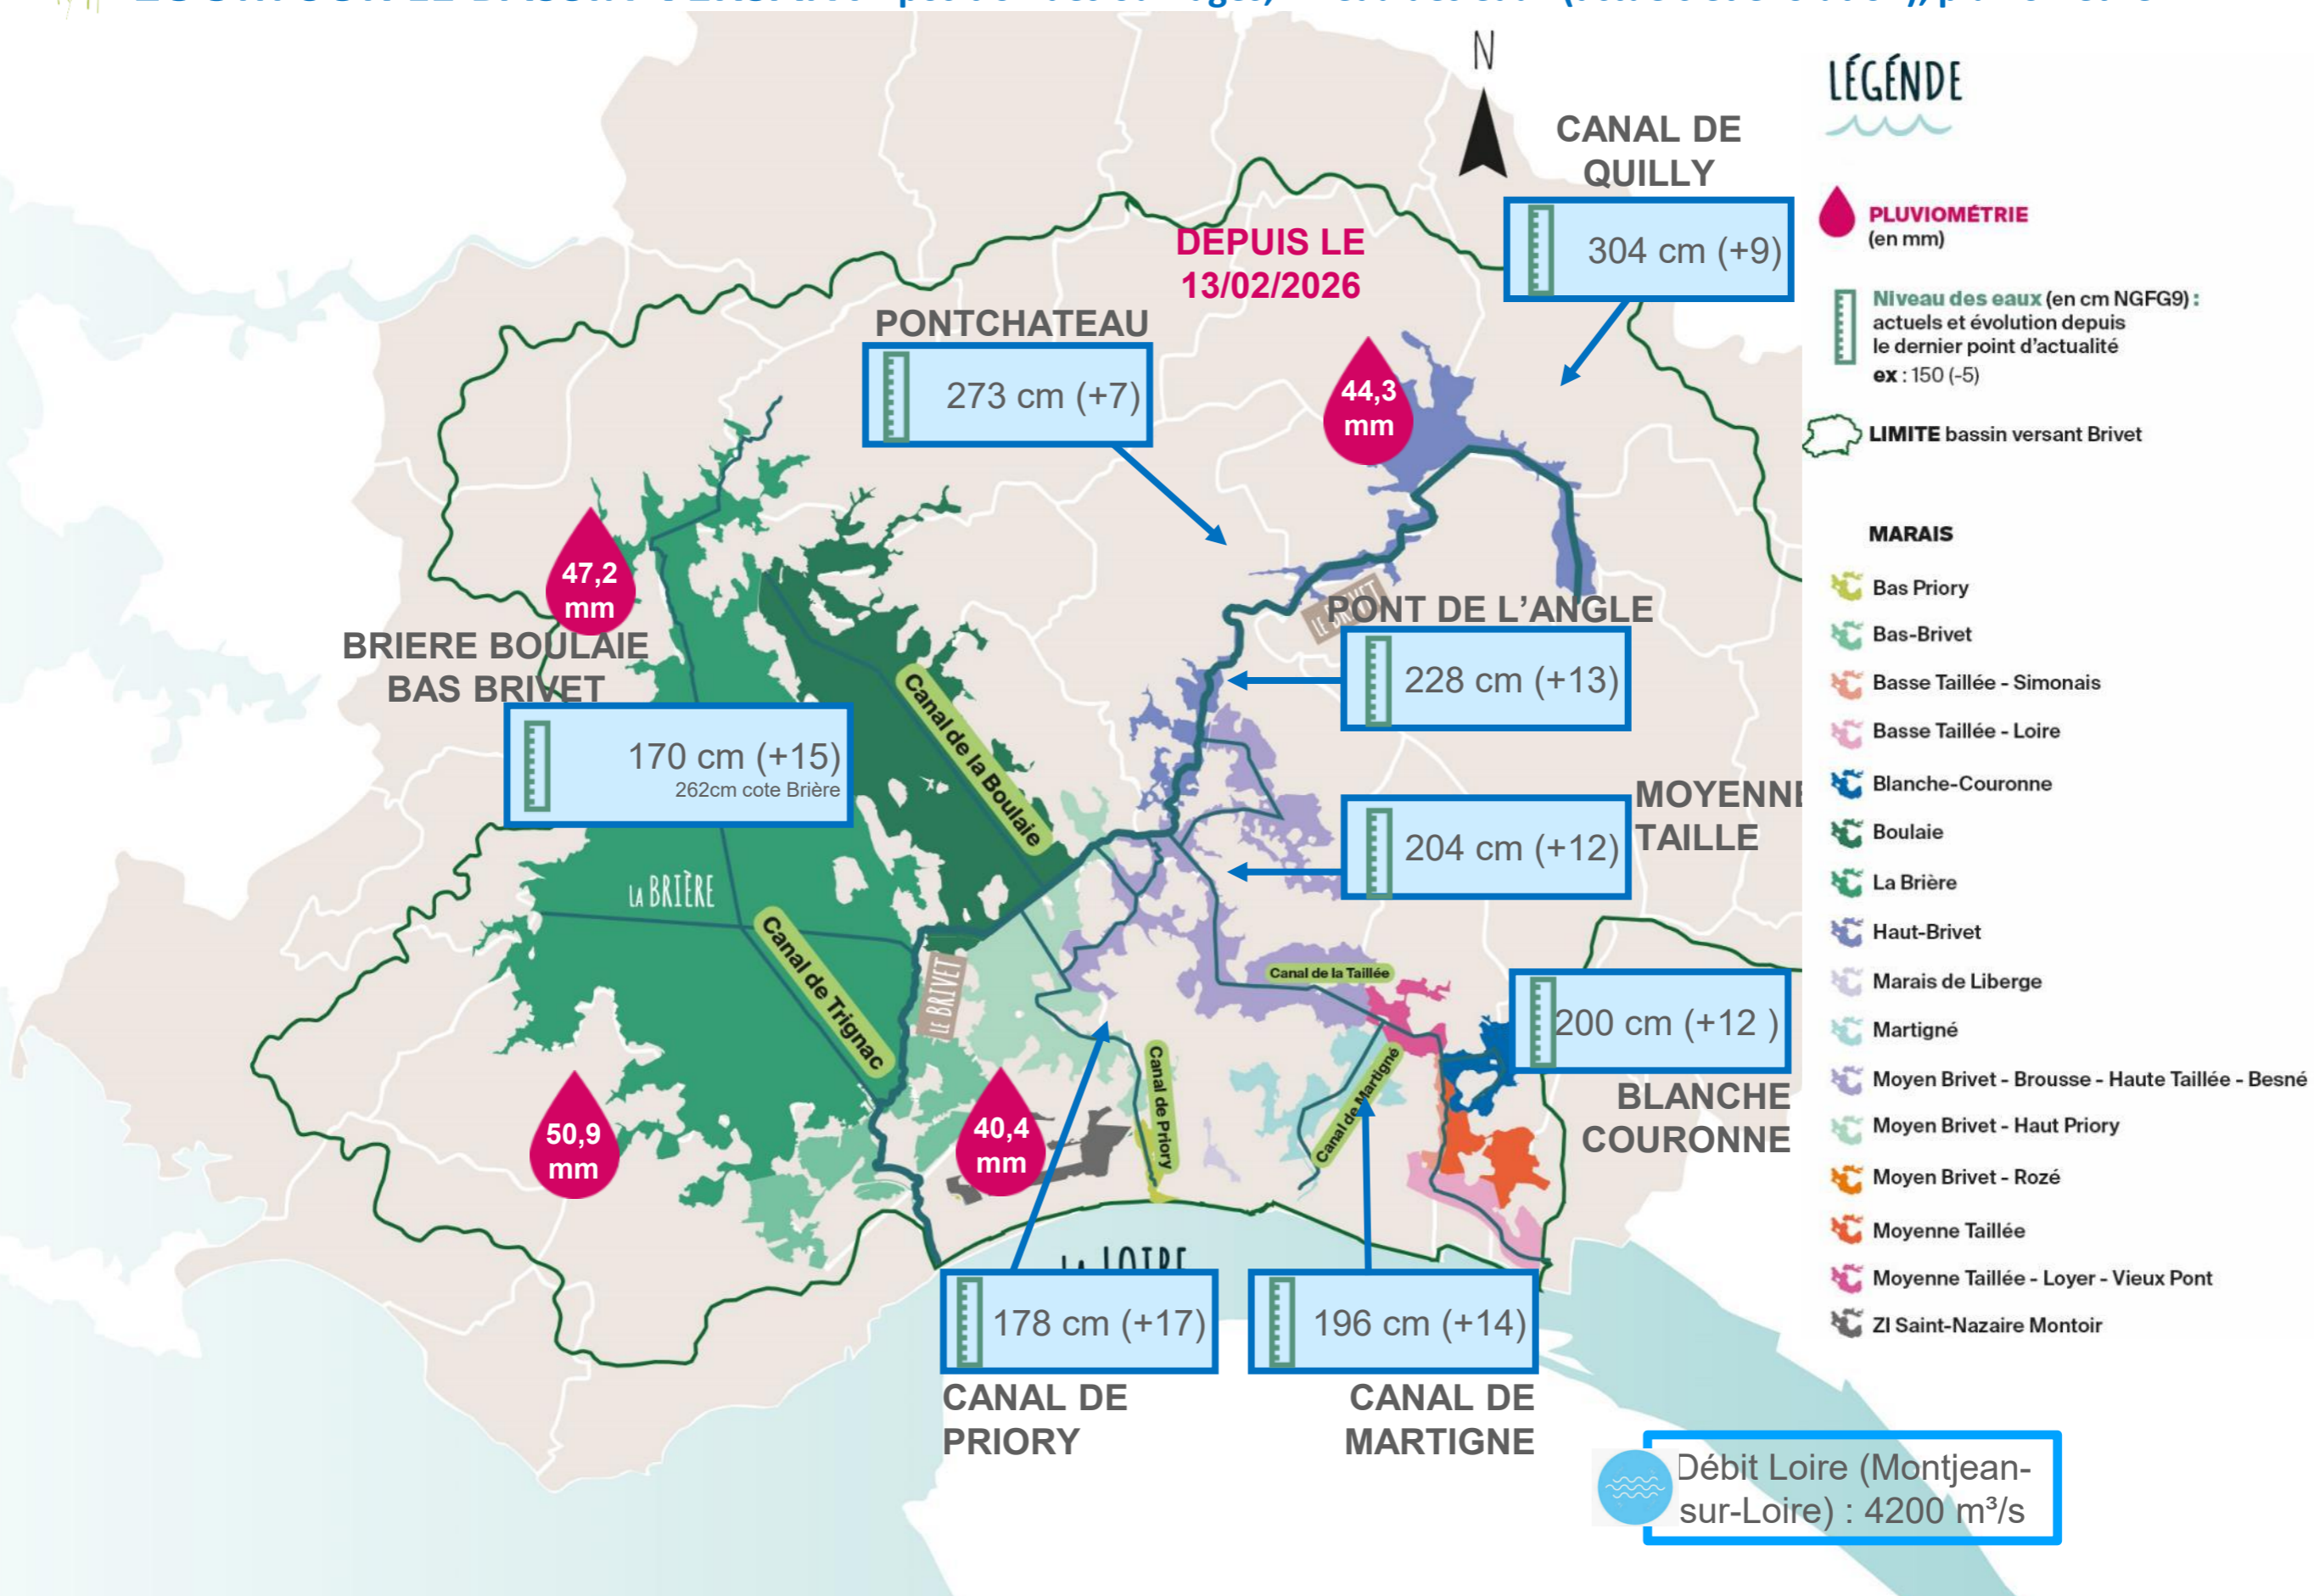 N
CANAL DE
QUILLY
304 cm (+9)
DEPUIS LE
13/02/2026
PONTCHATEAU
273 cm (+7)
44,3
mm
47,2
mm
BRIERE BOULAIE
BAS BRIVET
170 cm (+15)
262cm cote Brière
LE BRIVET
PONT DE L'ANGLE
228 cm (+13)
Canal de la Boulaie
MOYENNE
TAILLE
204 cm (+12)
LA BRIÈRE
Canal de Trignac
LE BRIVET
Canal de la Taillée
200 cm (+12 )
BLANCHE
COURONNE
Canal de Priory
Canal de Martigné
50,9
mm
40,4
mm
LA LOIRE
178 cm (+17)
CANAL DE
PRIORY
196 cm (+14)
CANAL DE
MARTIGNE
Débit Loire (Montjean-
sur-Loire) : 4200 m³/s
LÉGÉNDE
PLUVIOMÉTRIE
(en mm)
Niveau des eaux (en cm NGFG9) :
actuels et évolution depuis
le dernier point d'actualité
ex : 150 (-5)
LIMITE bassin versant Brivet
MARAIS
Bas Priory
Bas-Brivet
Basse Taillée - Simonais
Basse Taillée - Loire
Blanche-Couronne
Boulaie
La Brière
Haut-Brivet
Marais de Liberge
Martigné
Moyen Brivet - Brousse - Haute Taillée - Besné
Moyen Brivet - Haut Priory
Moyen Brivet - Rozé
Moyenne Taillée
Moyenne Taillée - Loyer - Vieux Pont
ZI Saint-Nazaire Montoir